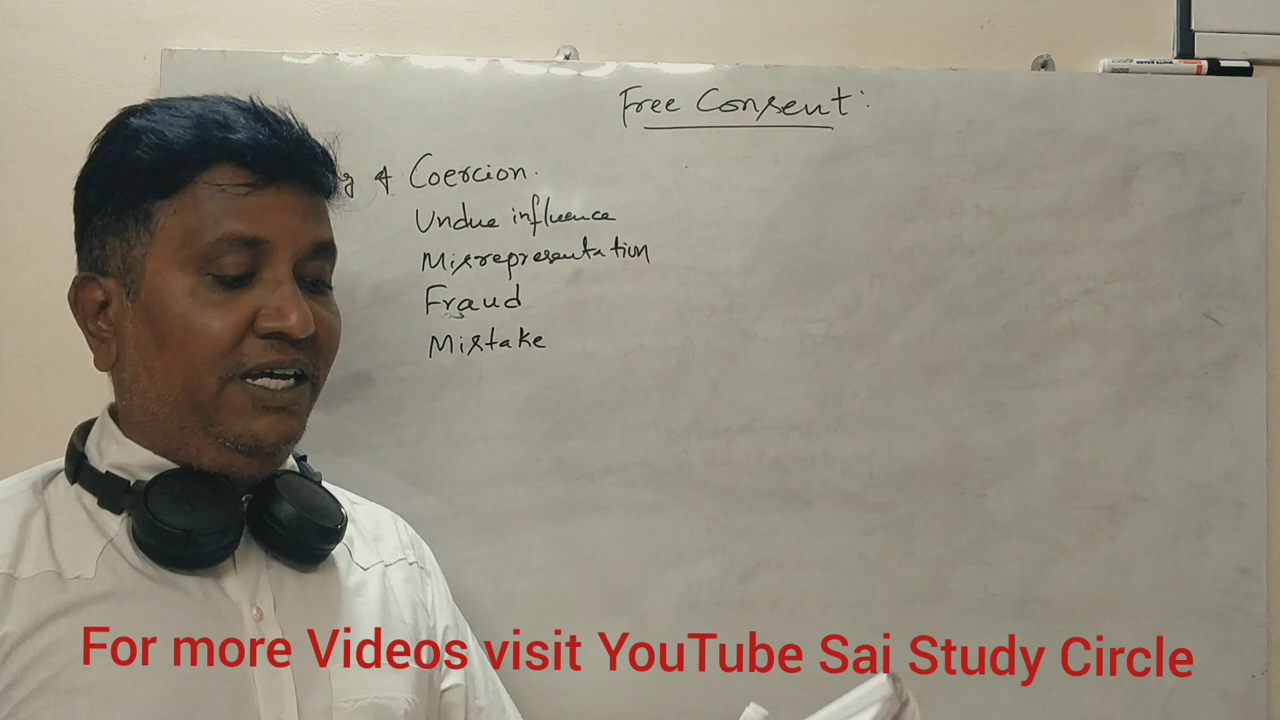 Free Consent:
Coercion.
Undue influence
Misrepresentation
Fraud
Mistake
For more Videos visit YouTube Sai Study Circle